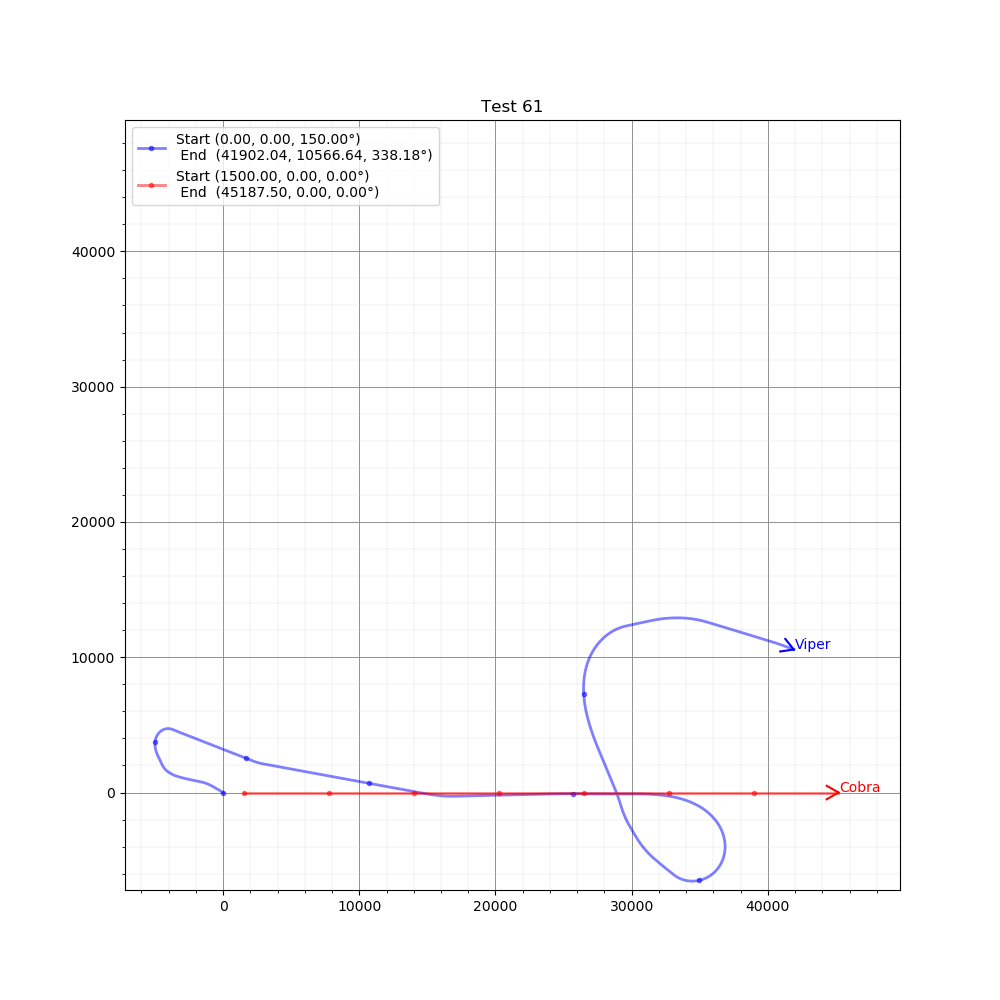 Test 61
Start (0.00, 0.00, 150.00°)
End  (41902.04, 10566.64, 338.18°)
Start (1500.00, 0.00, 0.00°)
End  (45187.50, 0.00, 0.00°)
40000
30000
20000
10000
0
Viper
Cobra
0
10000
20000
30000
40000